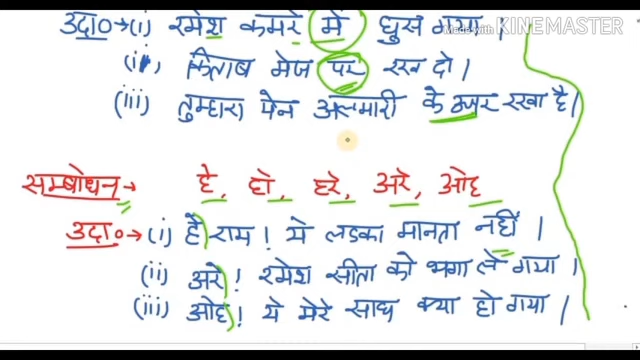 Made with KINEMASTER
उदा० (i) रमेश कमरे में घुस गया ।
(ii) किताब मेज पर रख दो ।
(iii) तुम्हारा पेन अलमारी के ऊपर रखा है।
सम्बोधन → हे, हो, हरे, अरे, ओह
उदा० (i) हे राम ! ये लडका मानता नहीं ।
(ii) अरे ! रमेश सीता को भगा ले गया ।
(iii) ओह ! ये मेरे साथ क्या हो गया ।